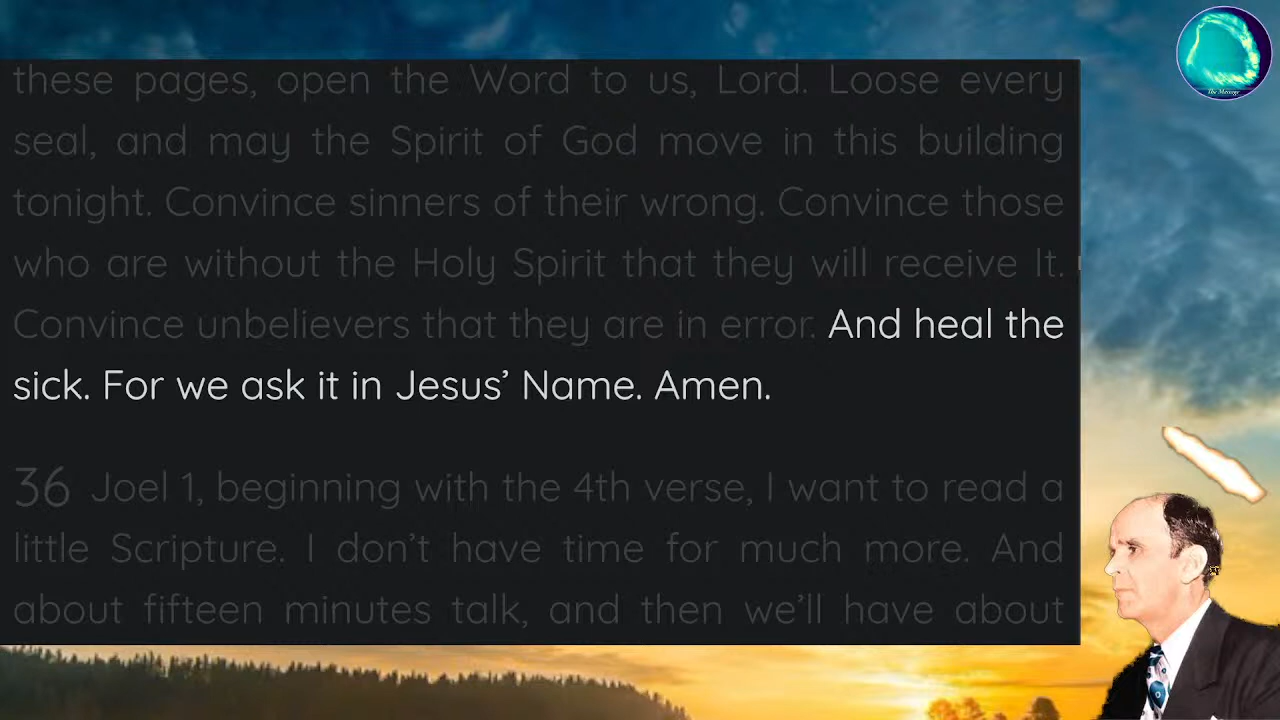 these pages, open the Word to us, Lord. Loose every
seal, and may the Spirit of God move in this building
tonight. Convince sinners of their wrong. Convince those
who are without the Holy Spirit that they will receive It.
Convince unbelievers that they are in error. And heal the
sick. For we ask it in Jesus’ Name. Amen.
36 Joel 1, beginning with the 4th verse, I want to read a
little Scripture. I don’t have time for much more. And
about fifteen minutes talk, and then we’ll have about
The Message